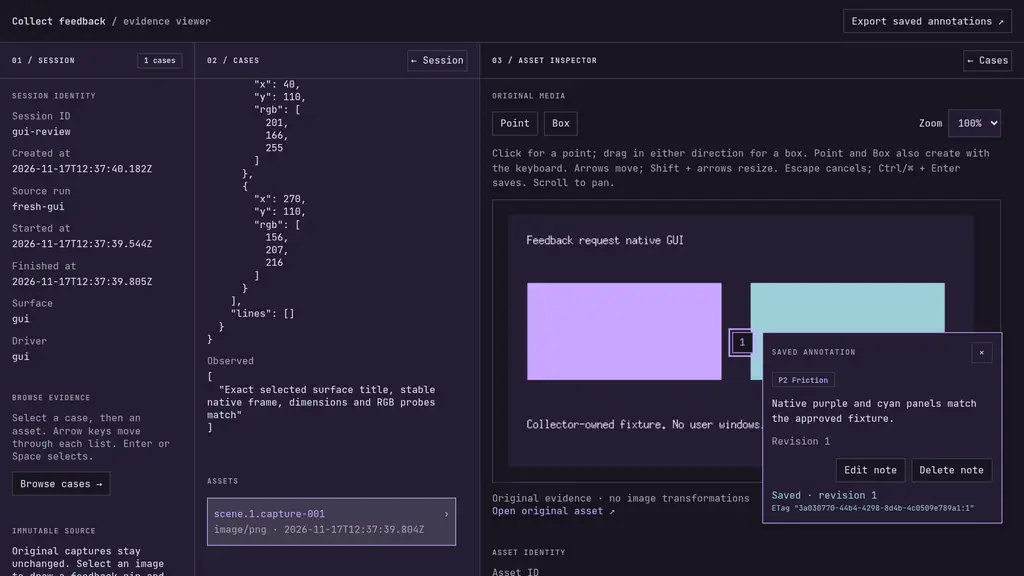 Collect feedback / evidence viewer
Export saved annotations ↗
01 / SESSION
1 cases
SESSION IDENTITY
Session ID
gui-review
Created at
2026-11-17T12:37:40.182Z
Source run
fresh-gui
Started at
2026-11-17T12:37:39.544Z
Finished at
2026-11-17T12:37:39.805Z
Surface
gui
Driver
gui
BROWSE EVIDENCE
Select a case, then an
asset. Arrow keys move
through each list. Enter or
Space selects.
Browse cases →
IMMUTABLE SOURCE
Original captures stay
unchanged. Select an image
to draw a feedback pin and
02 / CASES
← Session
"x": 40,
"y": 110,
"rgb": [
201,
166,
255
]
},
{
"x": 270,
"y": 110,
"rgb": [
156,
207,
216
]
}
],
"lines": []
}
}
Observed
[
"Exact selected surface title, stable
native frame, dimensions and RGB probes
match"
]
ASSETS
scene.1.capture-001 ›
image/png · 2026-11-17T12:37:39.804Z
03 / ASSET INSPECTOR
← Cases
ORIGINAL MEDIA
Point
Box
Zoom
100%
Click for a point; drag in either direction for a box. Point and Box also create with
the keyboard. Arrows move; Shift + arrows resize. Escape cancels; Ctrl/⌘ + Enter
saves. Scroll to pan.
Feedback request native GUI
1
Collector-owned fixture. No user windows.
SAVED ANNOTATION
×
P2 Friction
Native purple and cyan panels match
the approved fixture.
Revision 1
Edit note
Delete note
Saved · revision 1
ETag "3a030770-44b4-4298-8d4b-4c0509e789a1:1"
Original evidence · no image transformations
Open original asset ↗
ASSET IDENTITY
Asset ID